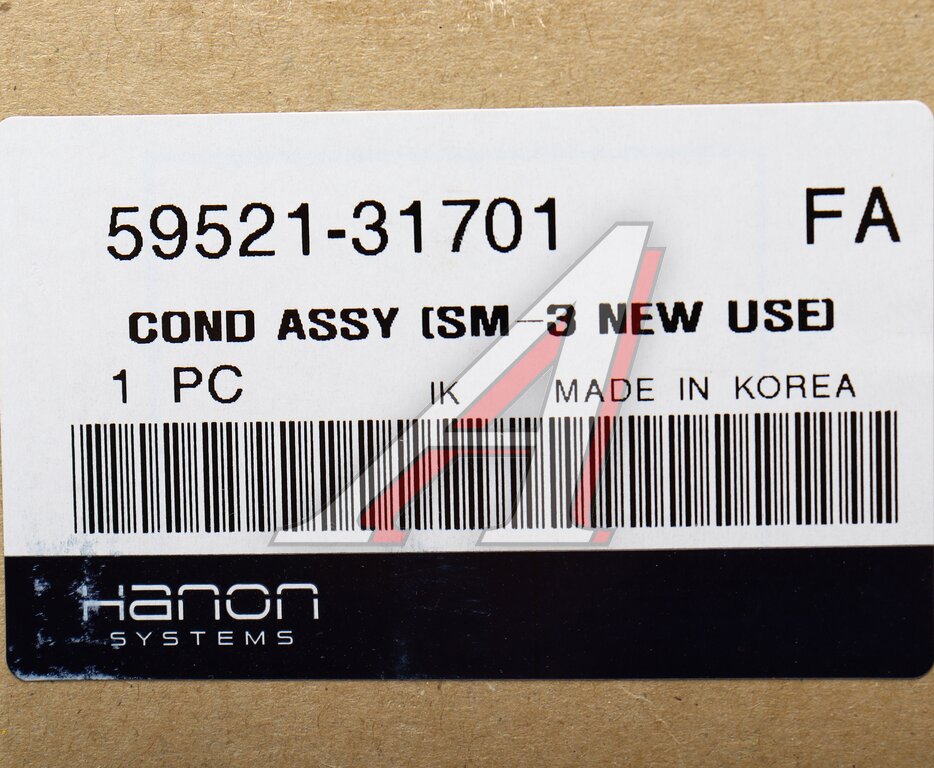 59521-31701 FA
COND ASSY (SM-3 NEW USE)
1 PC IK MADE IN KOREA
Hanon
SYSTEMS